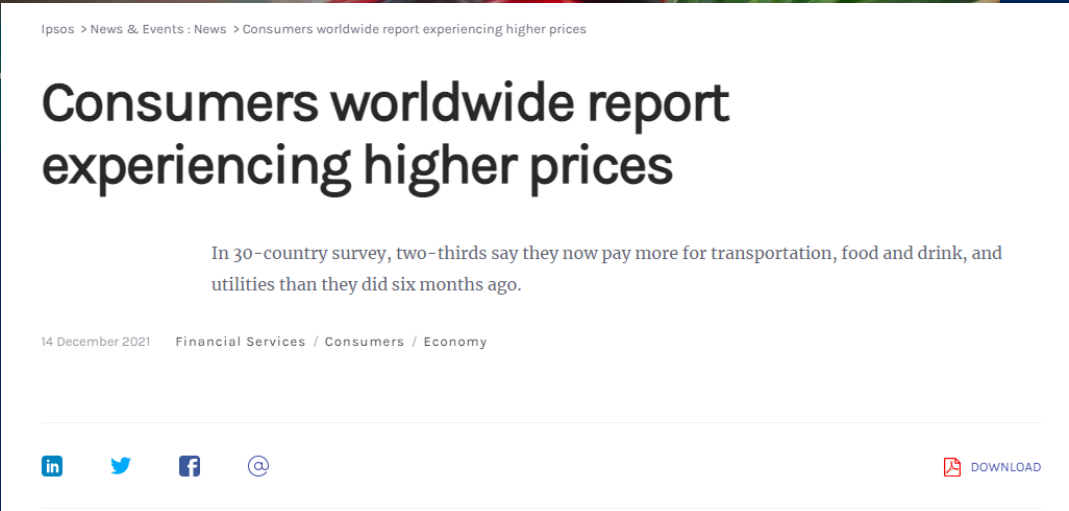 Ipsos > News & Events : News > Consumers worldwide report experiencing higher prices
Consumers worldwide report
experiencing higher prices
In 30-country survey, two-thirds say they now pay more for transportation, food and drink, and
utilities than they did six months ago.
14 December 2021 Financial Services / Consumers / Economy
in f @ DOWNLOAD